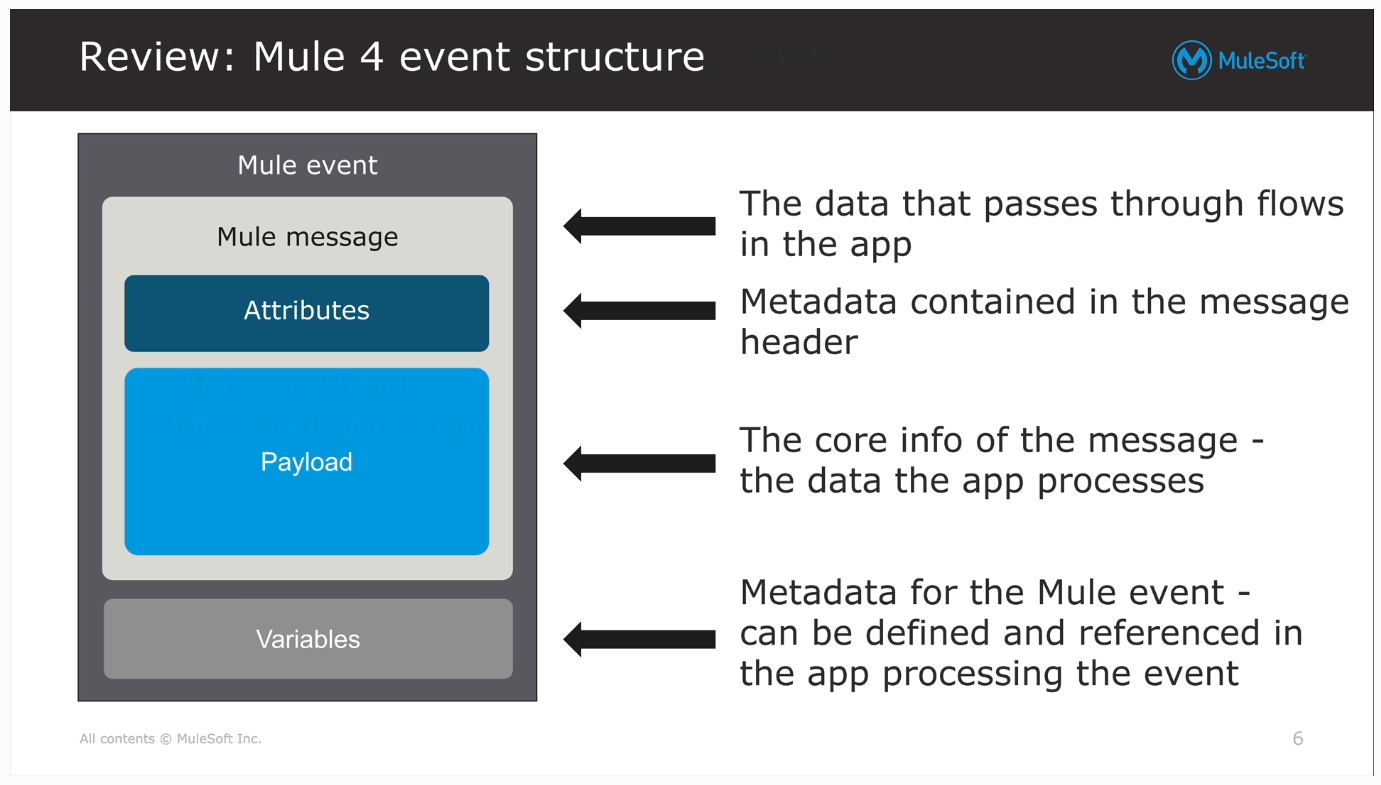 Review: Mule 4 event structure
MuleSoft
Mule event
Mule message
Attributes
Payload
Variables
The data that passes through flows
in the app
Metadata contained in the message
header
The core info of the message -
the data the app processes
Metadata for the Mule event -
can be defined and referenced in
the app processing the event
All contents © MuleSoft Inc.
6